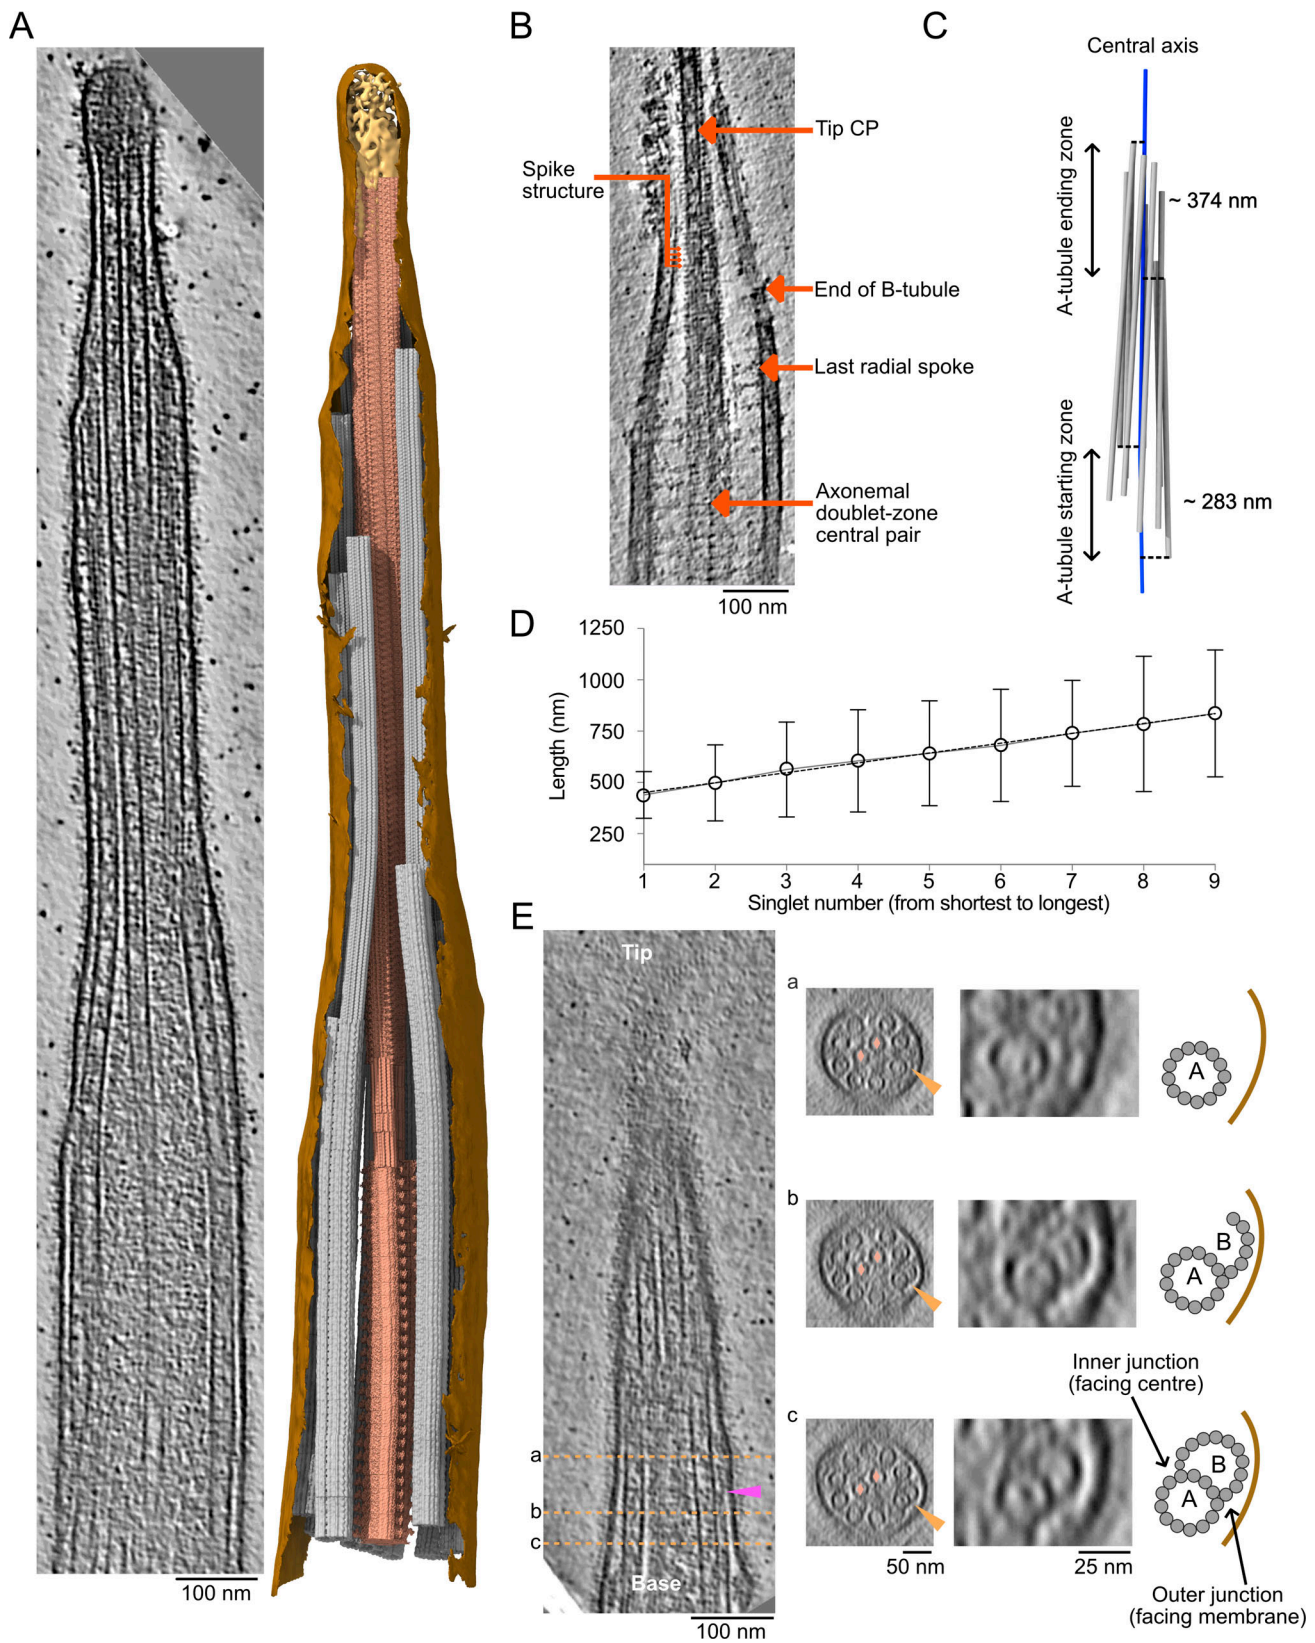 A
100 nm
B
Spike
structure
Tip CP
End of B-tubule
Last radial spoke
Axonemal
doublet-zone
central pair
100 nm
C
Central axis
A-tubule ending zone
~ 374 nm
A-tubule starting zone
~ 283 nm
D
Length (nm)
1250
1000
750
500
250
1 2 3 4 5 6 7 8 9
Singlet number (from shortest to longest)
E
Tip
a
b
c
Base
100 nm
a
A
b
B
A
Inner junction
(facing centre)
c
B
A
50 nm
25 nm
Outer junction
(facing membrane)